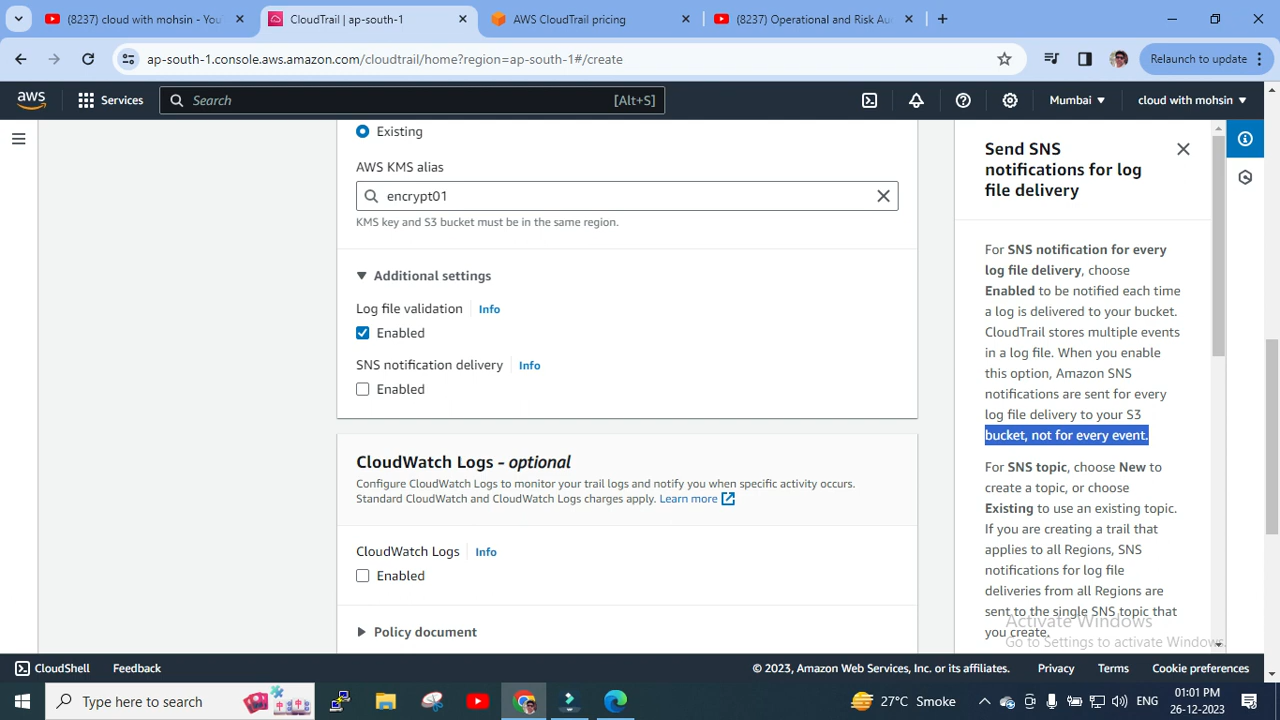 (8237) cloud with mohsin - You
CloudTrail | ap-south-1
AWS CloudTrail pricing
(8237) Operational and Risk Au
ap-south-1.console.aws.amazon.com/cloudtrail/home?region=ap-south-1#/create
Relaunch to update
aws
Services
Search
[Alt+S]
Mumbai
cloud with mohsin
Existing
AWS KMS alias
encrypt01
KMS key and S3 bucket must be in the same region.
Additional settings
Log file validation
Info
Enabled
SNS notification delivery
Info
Enabled
CloudWatch Logs - optional
Configure CloudWatch Logs to monitor your trail logs and notify you when specific activity occurs.
Standard CloudWatch and CloudWatch Logs charges apply. Learn more
CloudWatch Logs
Info
Enabled
Policy document
Send SNS
notifications for log
file delivery
For SNS notification for every
log file delivery, choose
Enabled to be notified each time
a log is delivered to your bucket.
CloudTrail stores multiple events
in a log file. When you enable
this option, Amazon SNS
notifications are sent for every
log file delivery to your S3
bucket, not for every event.
For SNS topic, choose New to
create a topic, or choose
Existing to use an existing topic.
If you are creating a trail that
applies to all Regions, SNS
notifications for log file
deliveries from all Regions are
sent to the single SNS topic that
you create.
Activate Windows
Go to Settings to activate Windows.
CloudShell
Feedback
© 2023, Amazon Web Services, Inc. or its affiliates.
Privacy
Terms
Cookie preferences
Type here to search
27°C Smoke
ENG
01:01 PM
26-12-2023